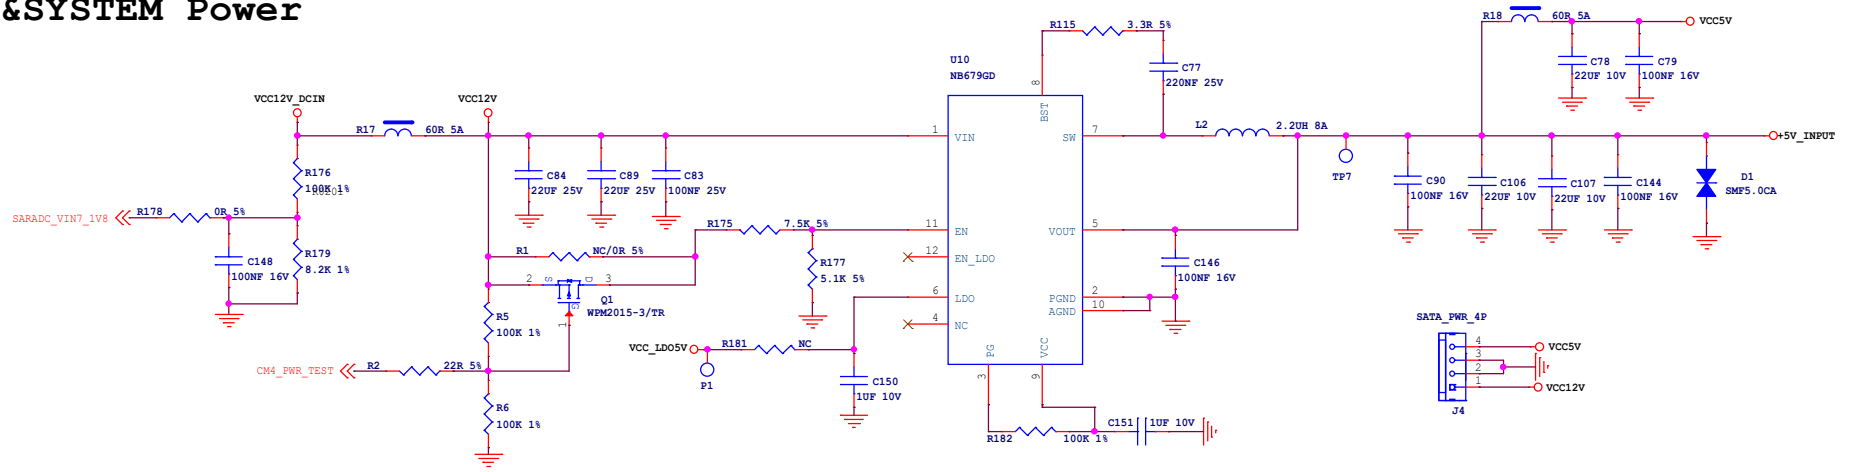 &SYSTEM Power
R115 3.3R 5%
R18 60R 5A
VCC5V
U10
NB679GD
C77
220NF 25V
C78
22UF 10V
C79
100NF 16V
8
BST
VCC12V_DCIN
VCC12V
R17 60R 5A
1 VIN
SW 7
L2 2.2UH 8A
+5V_INPUT
TP7
R176
100K 1%
C84
22UF 25V
C89
22UF 25V
C83
100NF 25V
C90
100NF 16V
C106
22UF 10V
C107
22UF 10V
C144
100NF 16V
D1
SMF5.0CA
SARADC_VIN7_1V8
R178 0R 5%
R175 7.5K 5%
11 EN
VOUT 5
R179
8.2K 1%
C148
100NF 16V
R1 NC/0R 5%
R177
5.1K 5%
12 EN_LDO
C146
100NF 16V
2 S D 3
G
1
Q1
WPM2015-3/TR
6 LDO
PGND 2
AGND 10
4 NC
R5
100K 1%
SATA_PWR_4P
VCC_LDO5V
R181 NC
P1
PG
VCC
3
9
4 VCC5V
3
2
1 VCC12V
J4
CM4_PWR_TEST
R2 22R 5%
C150
1UF 10V
R6
100K 1%
R182 100K 1%
C151 1UF 10V